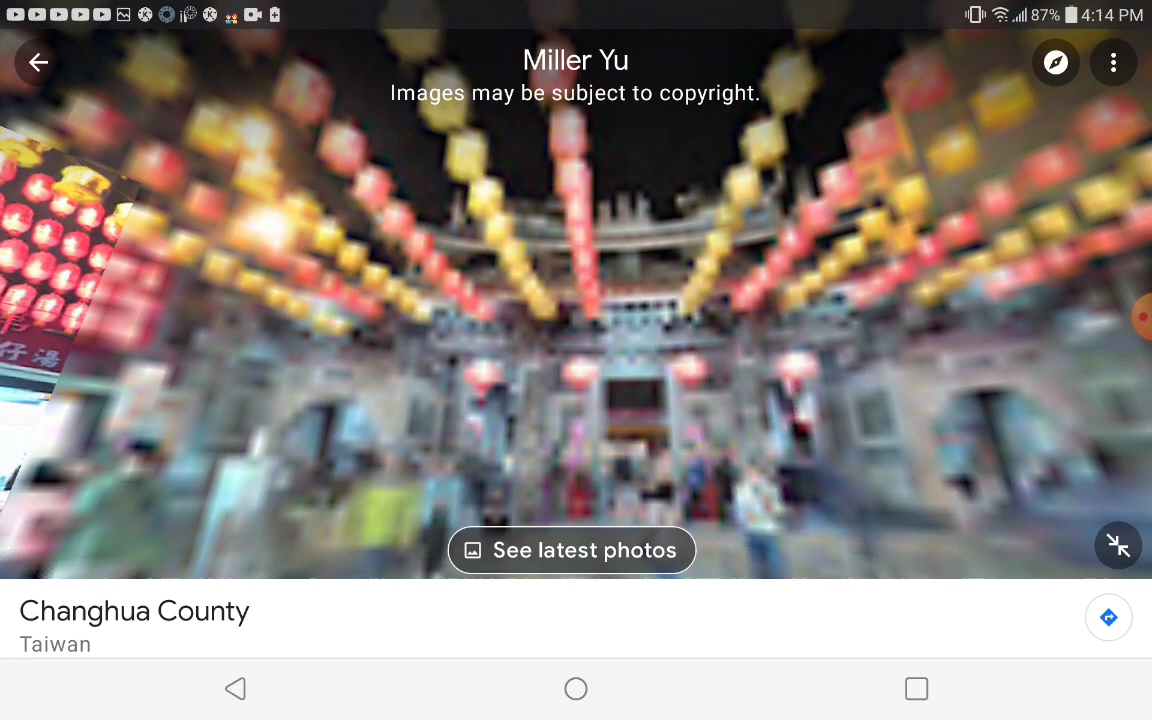 87% 4:14 PM
Miller Yu
Images may be subject to copyright.
仔湯
See latest photos
Changhua County
Taiwan